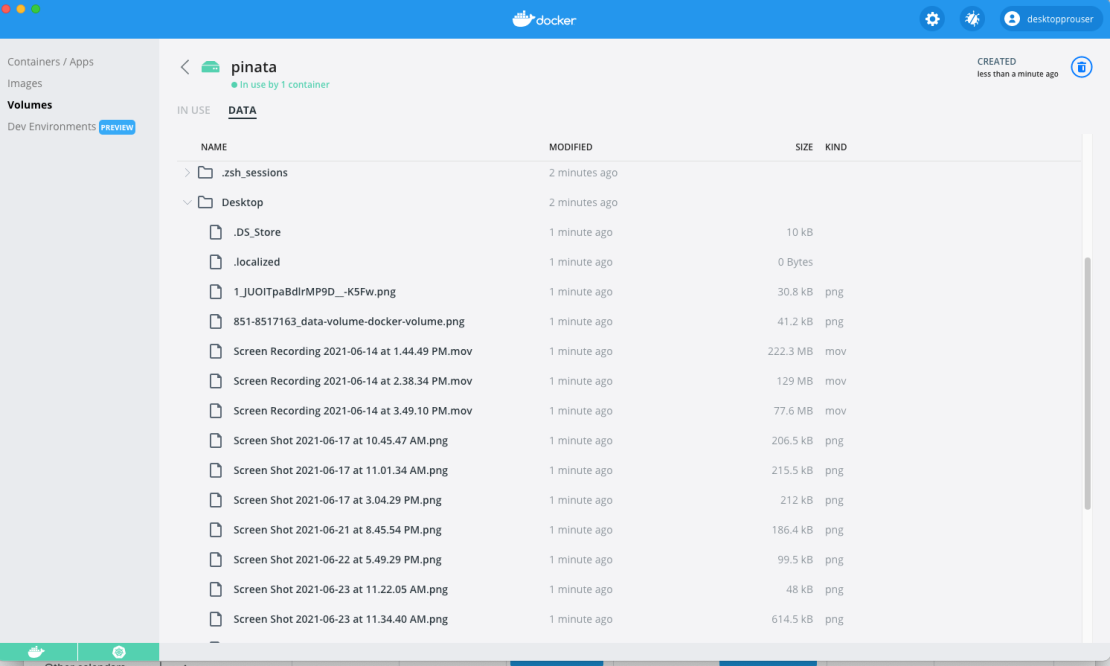 docker
desktopprouser
Containers / Apps
Images
Volumes
Dev Environments PREVIEW
pinata
In use by 1 container
CREATED
less than a minute ago
IN USE DATA
NAME MODIFIED SIZE KIND
.zsh_sessions 2 minutes ago
Desktop 2 minutes ago
.DS_Store 1 minute ago 10 kB
.localized 1 minute ago 0 Bytes
1_JUOITpaBdlrMP9D__-K5Fw.png 1 minute ago 30.8 kB png
851-8517163_data-volume-docker-volume.png 1 minute ago 41.2 kB png
Screen Recording 2021-06-14 at 1.44.49 PM.mov 1 minute ago 222.3 MB mov
Screen Recording 2021-06-14 at 2.38.34 PM.mov 1 minute ago 129 MB mov
Screen Recording 2021-06-14 at 3.49.10 PM.mov 1 minute ago 77.6 MB mov
Screen Shot 2021-06-17 at 10.45.47 AM.png 1 minute ago 206.5 kB png
Screen Shot 2021-06-17 at 11.01.34 AM.png 1 minute ago 215.5 kB png
Screen Shot 2021-06-17 at 3.04.29 PM.png 1 minute ago 212 kB png
Screen Shot 2021-06-21 at 8.45.54 PM.png 1 minute ago 186.4 kB png
Screen Shot 2021-06-22 at 5.49.29 PM.png 1 minute ago 99.5 kB png
Screen Shot 2021-06-23 at 11.22.05 AM.png 1 minute ago 48 kB png
Screen Shot 2021-06-23 at 11.34.40 AM.png 1 minute ago 614.5 kB png